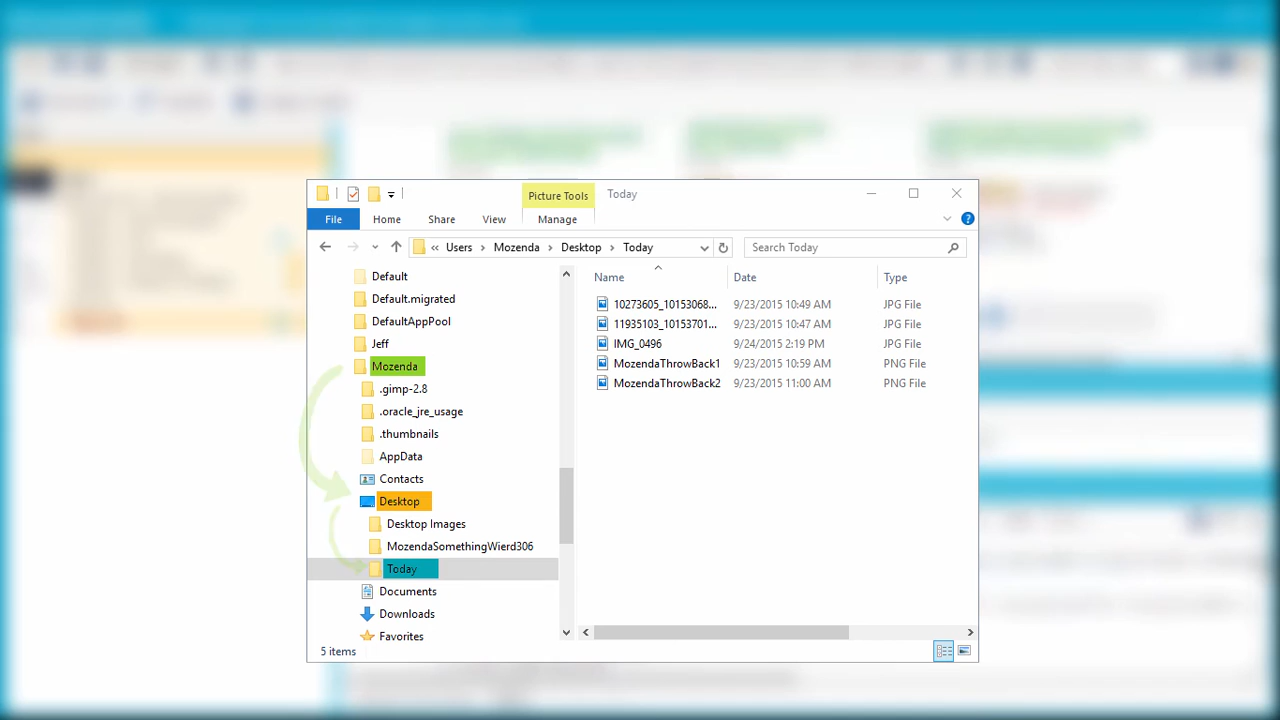 Picture Tools Today
File Home Share View Manage
« Users > Mozenda > Desktop > Today Search Today
Default
Default.migrated
DefaultAppPool
Jeff
Mozenda
.gimp-2.8
.oracle_jre_usage
.thumbnails
AppData
Contacts
Desktop
Desktop Images
MozendaSomethingWierd306
Today
Documents
Downloads
Favorites
Name Date Type
10273605_10153068... 9/23/2015 10:49 AM JPG File
11935103_10153701... 9/23/2015 10:47 AM JPG File
IMG_0496 9/24/2015 2:19 PM JPG File
MozendaThrowBack1 9/23/2015 10:59 AM PNG File
MozendaThrowBack2 9/23/2015 11:00 AM PNG File
5 items